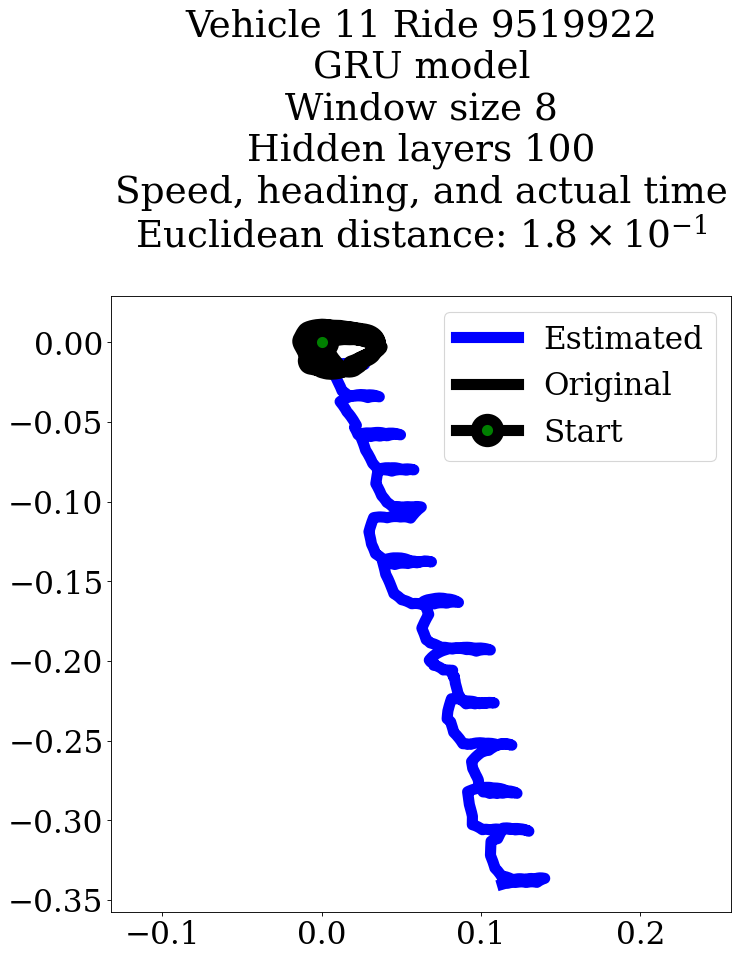 Vehicle 11 Ride 9519922
GRU model
Window size 8
Hidden layers 100
Speed, heading, and actual time
Euclidean distance: 1.8 × 10⁻¹
Estimated
Original
Start
0.00
−0.05
−0.10
−0.15
−0.20
−0.25
−0.30
−0.35
−0.1 0.0 0.1 0.2